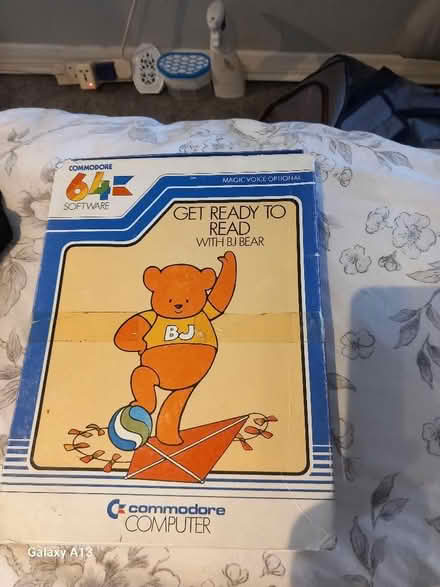 COMMODORE
64
SOFTWARE
MAGIC VOICE OPTIONAL
GET READY TO
READ
WITH BJ BEAR
BJ
commodore
COMPUTER
Galaxy A13